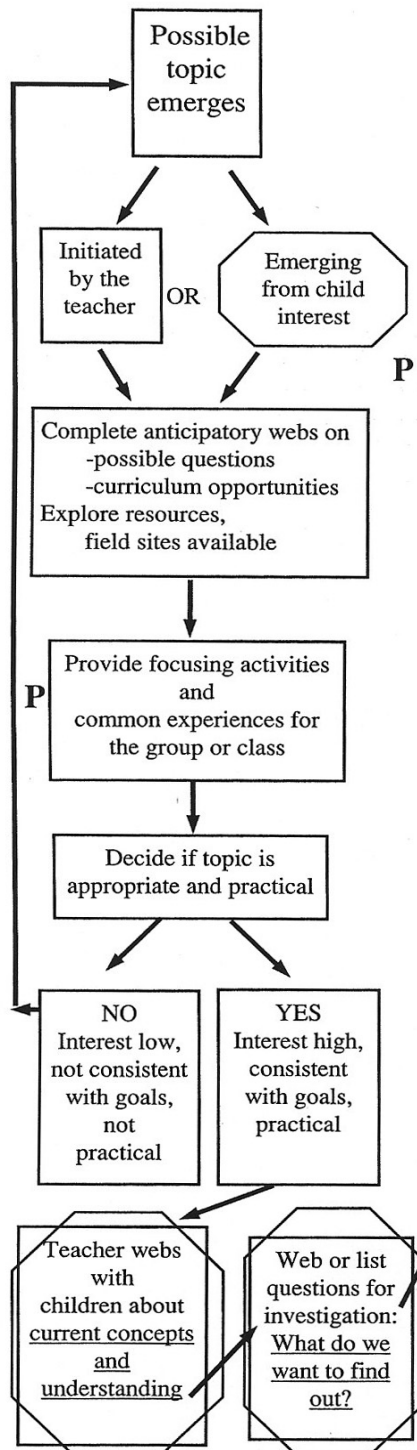 Possible
topic
emerges
Initiated
by the
teacher
OR
Emerging
from child
interest
P
Complete anticipatory webs on
-possible questions
-curriculum opportunities
Explore resources,
field sites available
P
Provide focusing activities
and
common experiences for
the group or class
Decide if topic is
appropriate and practical
NO
Interest low,
not consistent
with goals,
not
practical
YES
Interest high,
consistent
with goals,
practical
Teacher webs
with
children about
current concepts
and
understanding
Web or list
questions for
investigation:
What do we
want to find
out?